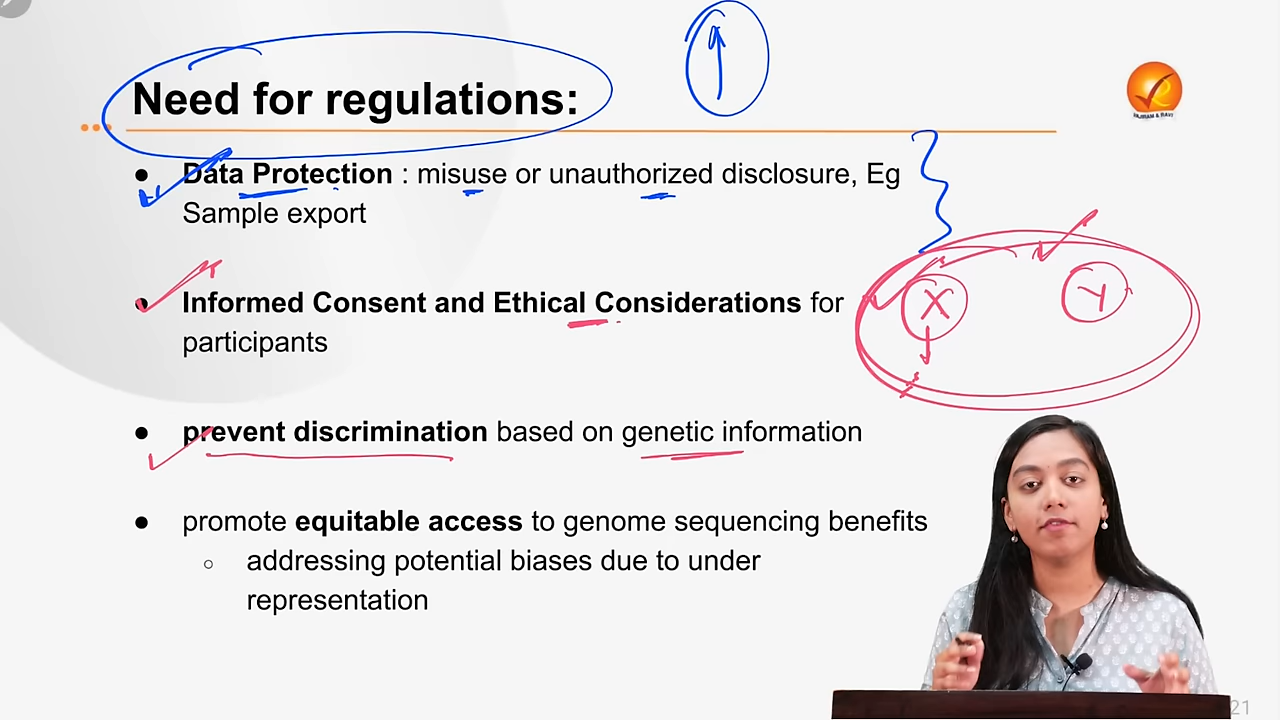 Need for regulations:
VAJIRAM & RAVI
● Data Protection : misuse or unauthorized disclosure, Eg
Sample export
● Informed Consent and Ethical Considerations for
participants
X
Y
● prevent discrimination based on genetic information
● promote equitable access to genome sequencing benefits
○ addressing potential biases due to under
representation
21